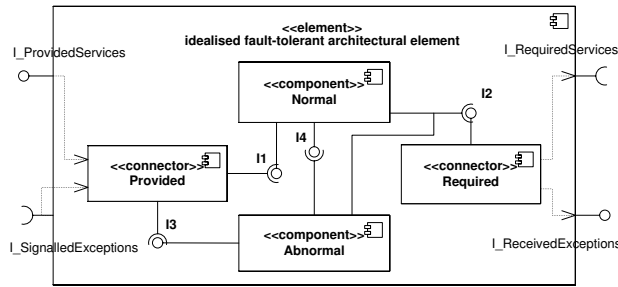 <<element>>
idealised fault-tolerant architectural element
I_ProvidedServices
I_RequiredServices
<<component>>
Normal
I2
I4
I1
<<connector>>
Provided
<<connector>>
Required
I3
<<component>>
Abnormal
I_SignalledExceptions
I_ReceivedExceptions